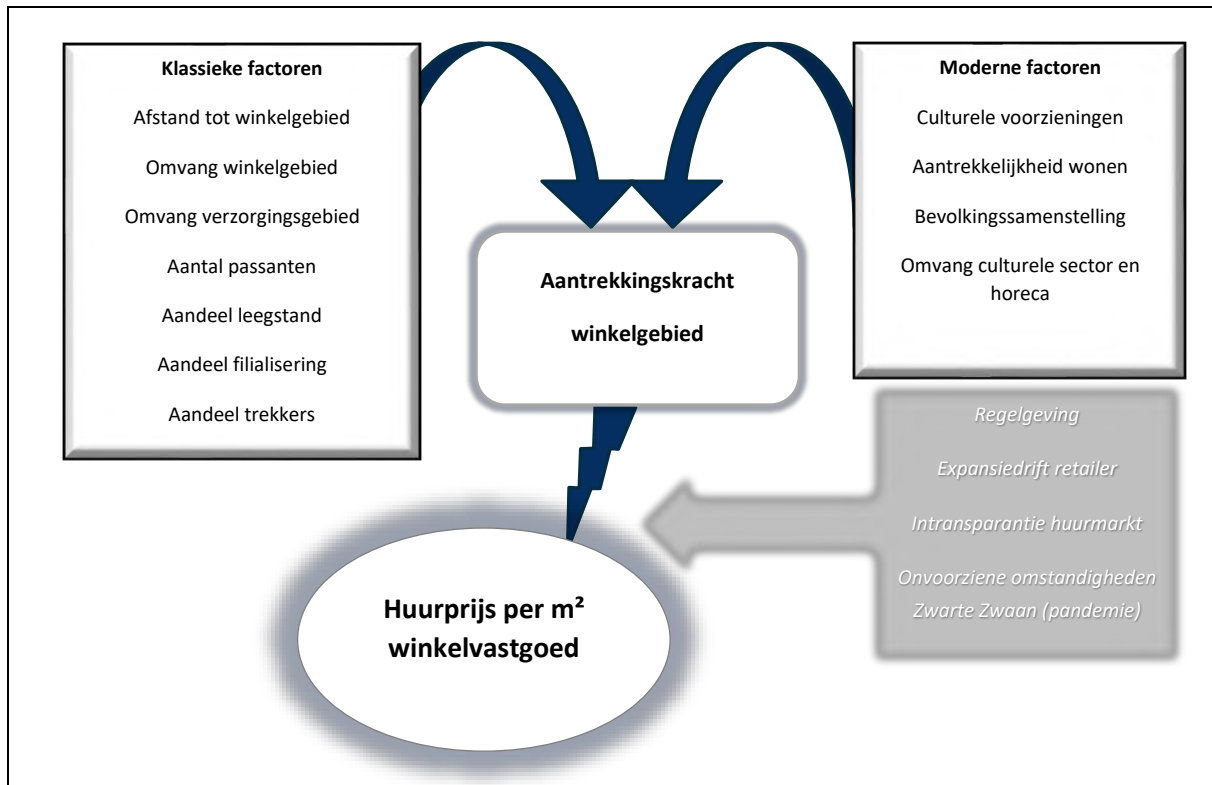 Klassieke factoren
Afstand tot winkelgebied
Omvang winkelgebied
Omvang verzorgingsgebied
Aantal passanten
Aandeel leegstand
Aandeel filialisering
Aandeel trekkers
Moderne factoren
Culturele voorzieningen
Aantrekkelijkheid wonen
Bevolkingssamenstelling
Omvang culturele sector en
horeca
Aantrekkingskracht
winkelgebied
Regelgeving
Expansiedrift retailer
Intransparantie huurmarkt
Onvoorziene omstandigheden
Zwarte Zwaan (pandemie)
Huurprijs per m²
winkelvastgoed